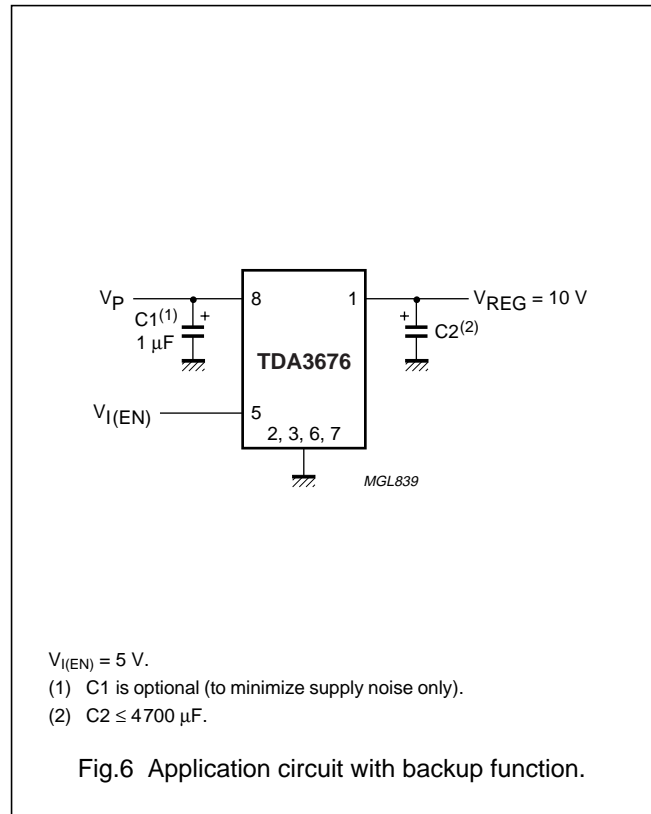 V_P
8
1
V_REG = 10 V
C1(1)
+
1 μF
+
C2(2)
TDA3676
V_I(EN)
5
2, 3, 6, 7
MGL839
V_I(EN) = 5 V.
(1) C1 is optional (to minimize supply noise only).
(2) C2 ≤ 4700 μF.
Fig.6 Application circuit with backup function.